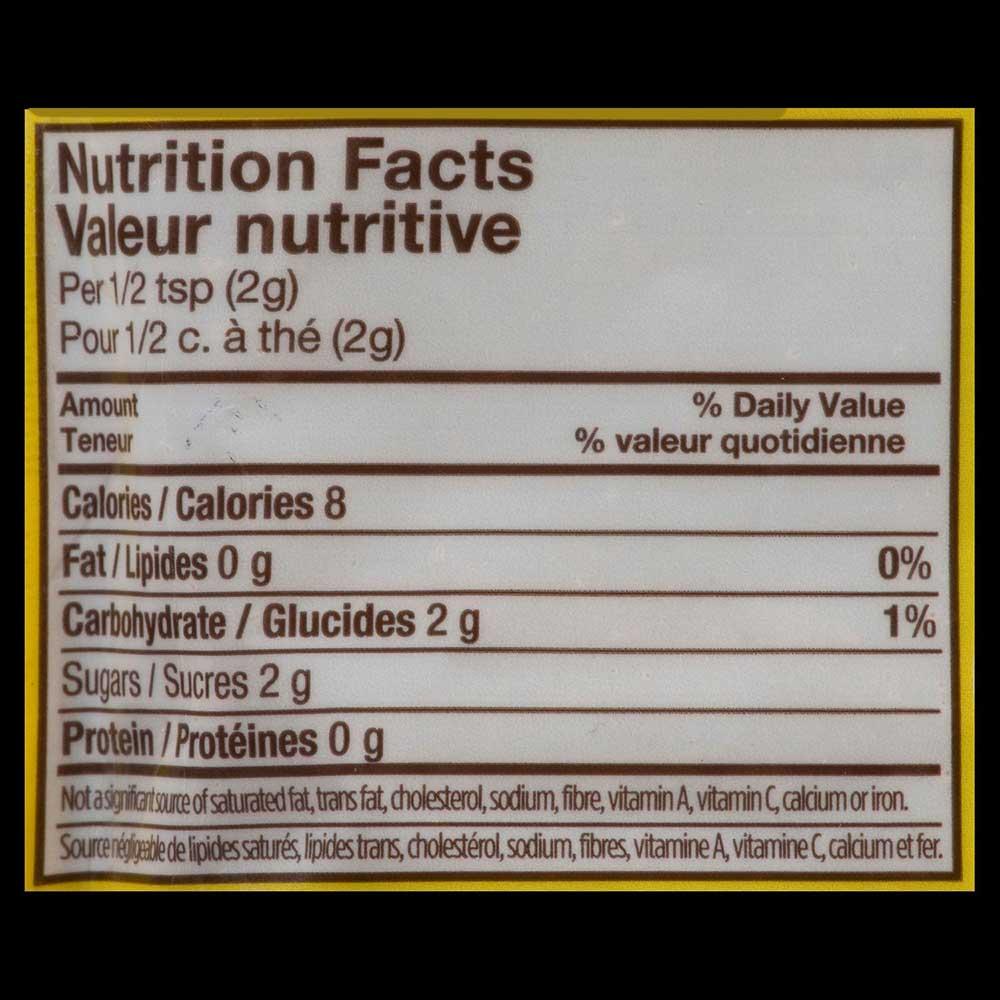 Nutrition Facts
Valeur nutritive
Per 1/2 tsp (2g)
Pour 1/2 c. à thé (2g)
Amount % Daily Value
Teneur % valeur quotidienne
Calories / Calories 8
Fat / Lipides 0 g 0%
Carbohydrate / Glucides 2 g 1%
Sugars / Sucres 2 g
Protein / Protéines 0 g
Not a significant source of saturated fat, trans fat, cholesterol, sodium, fibre, vitamin A, vitamin C, calcium or iron.
Source négligeable de lipides saturés, lipides trans, cholestérol, sodium, fibres, vitamine A, vitamine C, calcium et fer.